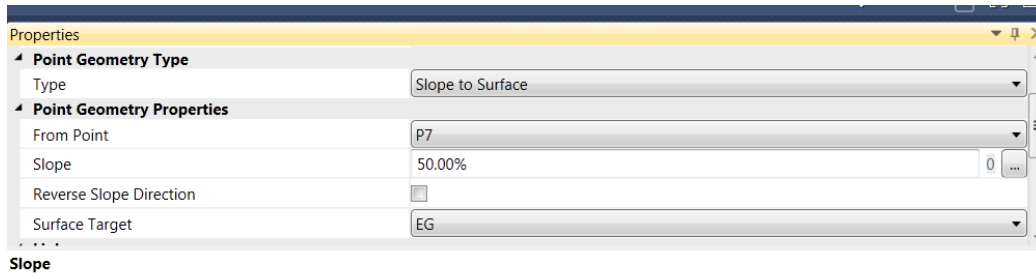 Properties
Point Geometry Type
Type Slope to Surface
Point Geometry Properties
From Point P7
Slope 50.00% 0 ...
Reverse Slope Direction
Surface Target EG
Slope